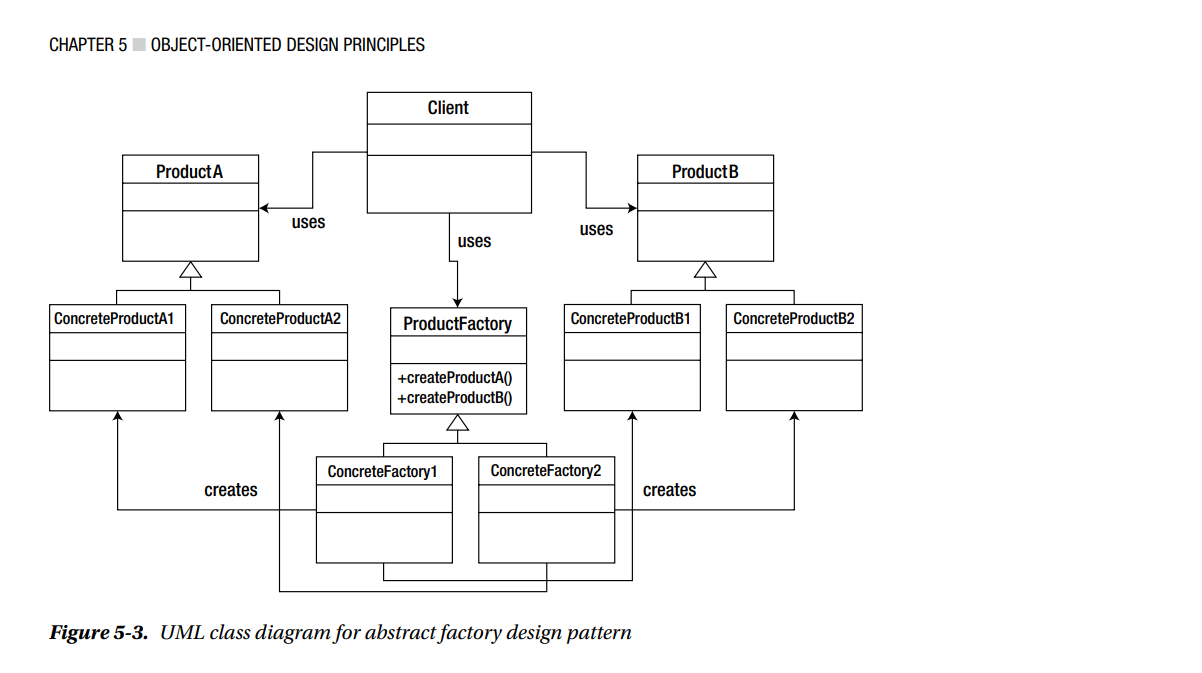 CHAPTER 5 ■ OBJECT-ORIENTED DESIGN PRINCIPLES
Client
ProductA
ProductB
uses
uses
uses
ConcreteProductA1
ConcreteProductA2
ProductFactory
+createProductA()
+createProductB()
ConcreteProductB1
ConcreteProductB2
ConcreteFactory1
ConcreteFactory2
creates
creates
Figure 5-3. UML class diagram for abstract factory design pattern